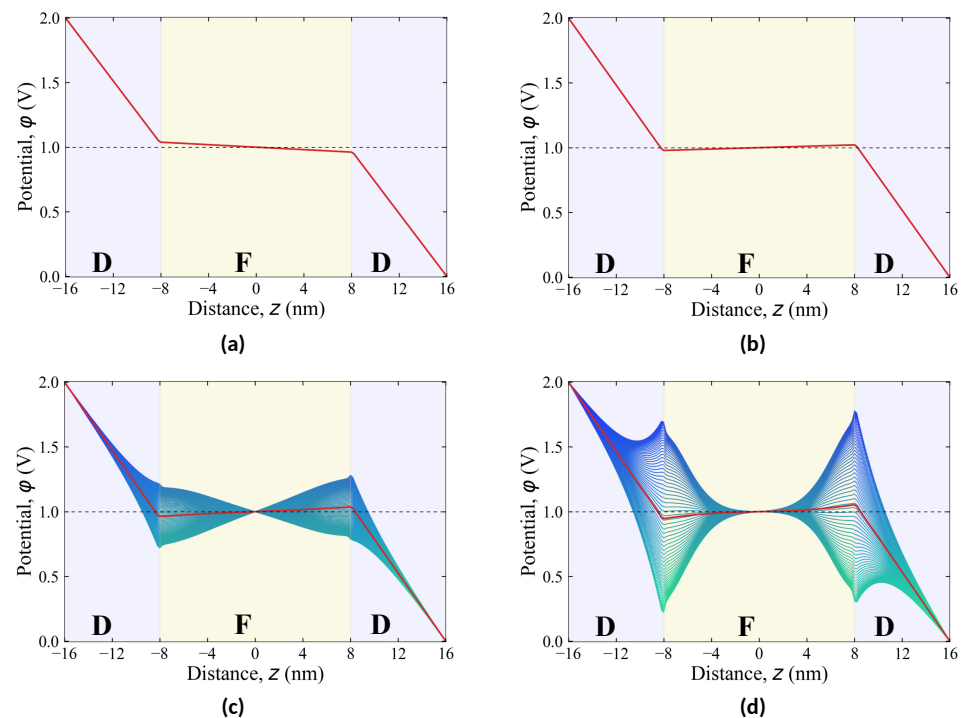 2.0
1.5
1.0
0.5
0.0
Potential, φ (V)
D F D
−16 −12 −8 −4 0 4 8 12 16
Distance, z (nm)
(a)
2.0
1.5
1.0
0.5
0.0
Potential, φ (V)
D F D
−16 −12 −8 −4 0 4 8 12 16
Distance, z (nm)
(b)
2.0
1.5
1.0
0.5
0.0
Potential, φ (V)
D F D
−16 −12 −8 −4 0 4 8 12 16
Distance, z (nm)
(c)
2.0
1.5
1.0
0.5
0.0
Potential, φ (V)
D F D
−16 −12 −8 −4 0 4 8 12 16
Distance, z (nm)
(d)